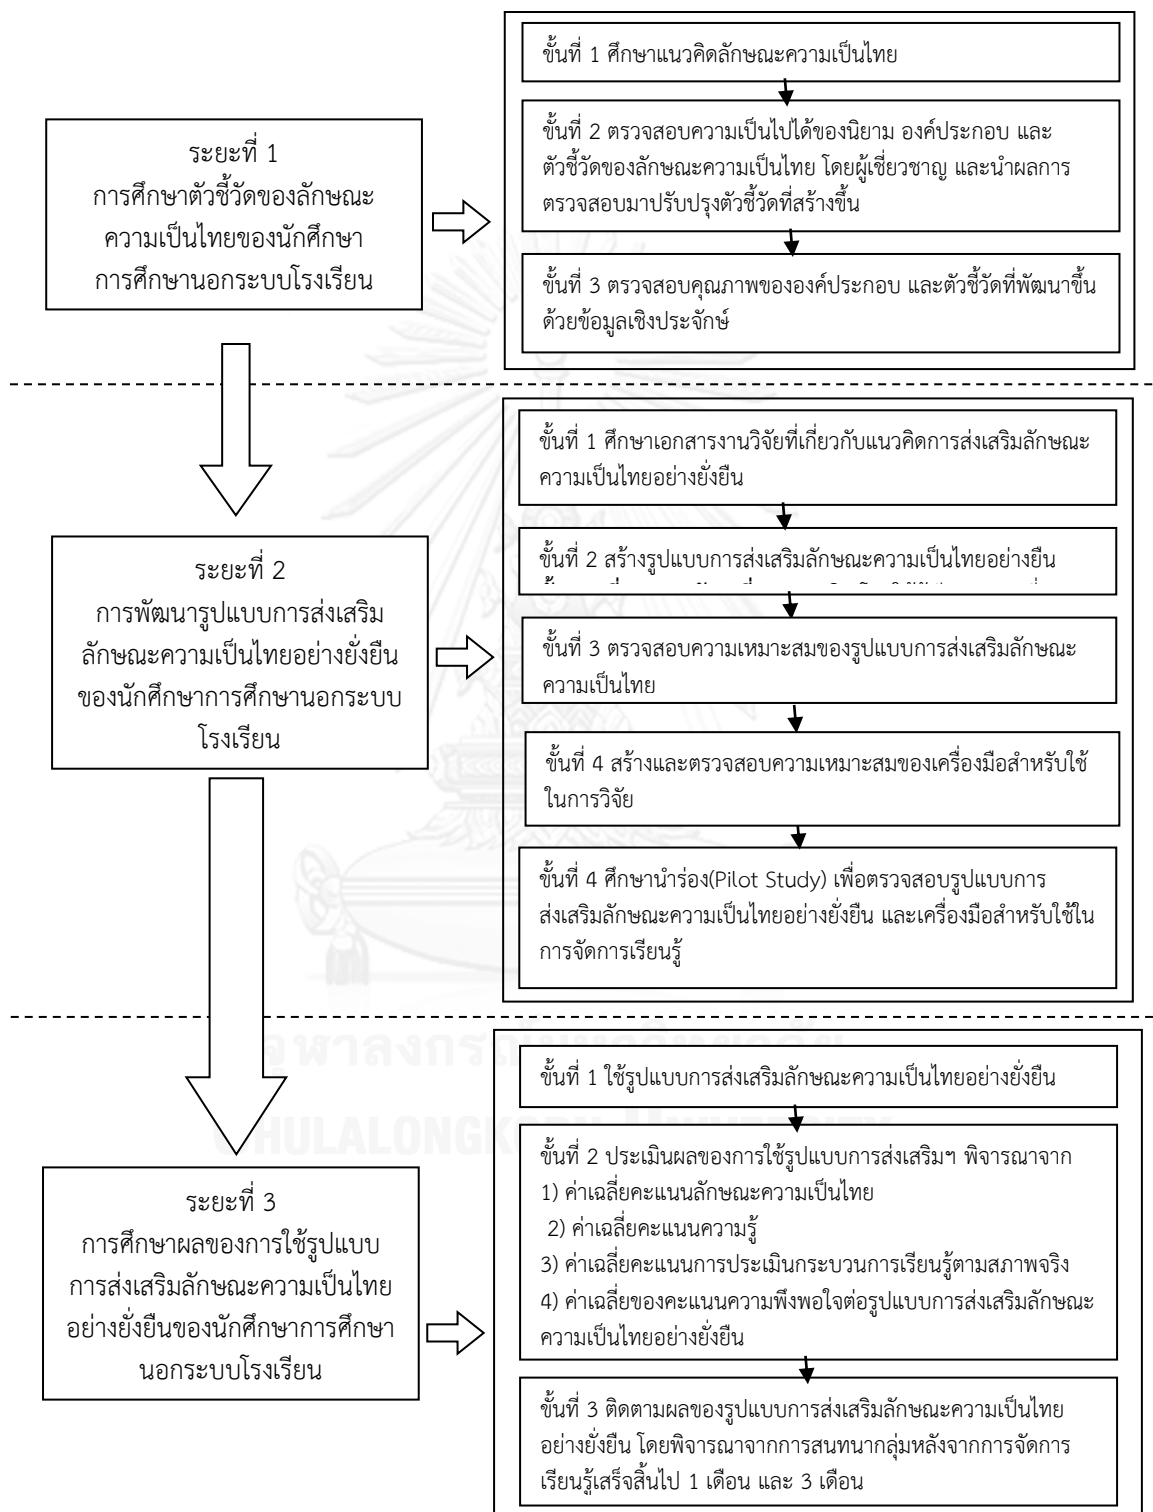 ระยะที่ 1
การศึกษาตัวชี้วัดของลักษณะ
ความเป็นไทยของนักศึกษา
การศึกษานอกระบบโรงเรียน
ขั้นที่ 1 ศึกษาแนวคิดลักษณะความเป็นไทย
ขั้นที่ 2 ตรวจสอบความเป็นไปได้ของนิยาม องค์ประกอบ และ
ตัวชี้วัดของลักษณะความเป็นไทย โดยผู้เชี่ยวชาญ และนำผลการ
ตรวจสอบมาปรับปรุงตัวชี้วัดที่สร้างขึ้น
ขั้นที่ 3 ตรวจสอบคุณภาพขององค์ประกอบ และตัวชี้วัดที่พัฒนาขึ้น
ด้วยข้อมูลเชิงประจักษ์
ระยะที่ 2
การพัฒนารูปแบบการส่งเสริม
ลักษณะความเป็นไทยอย่างยั่งยืน
ของนักศึกษาการศึกษานอกระบบ
โรงเรียน
ขั้นที่ 1 ศึกษาเอกสารงานวิจัยที่เกี่ยวกับแนวคิดการส่งเสริมลักษณะ
ความเป็นไทยอย่างยั่งยืน
ขั้นที่ 2 สร้างรูปแบบการส่งเสริมลักษณะความเป็นไทยอย่างยืน
ขั้นที่ 3 ตรวจสอบความเหมาะสมของรูปแบบการส่งเสริมลักษณะ
ความเป็นไทย
ขั้นที่ 4 สร้างและตรวจสอบความเหมาะสมของเครื่องมือสำหรับใช้
ในการวิจัย
ขั้นที่ 4 ศึกษานำร่อง(Pilot Study) เพื่อตรวจสอบรูปแบบการ
ส่งเสริมลักษณะความเป็นไทยอย่างยั่งยืน และเครื่องมือสำหรับใช้ใน
การจัดการเรียนรู้
จุฬาลงกรณ์มหาวิทยาลัย
CHULALONGKORN UNIVERSITY
ระยะที่ 3
การศึกษาผลของการใช้รูปแบบ
การส่งเสริมลักษณะความเป็นไทย
อย่างยั่งยืนของนักศึกษาการศึกษา
นอกระบบโรงเรียน
ขั้นที่ 1 ใช้รูปแบบการส่งเสริมลักษณะความเป็นไทยอย่างยั่งยืน
ขั้นที่ 2 ประเมินผลของการใช้รูปแบบการส่งเสริมฯ พิจารณาจาก
1) ค่าเฉลี่ยคะแนนลักษณะความเป็นไทย
2) ค่าเฉลี่ยคะแนนความรู้
3) ค่าเฉลี่ยคะแนนการประเมินกระบวนการเรียนรู้ตามสภาพจริง
4) ค่าเฉลี่ยของคะแนนความพึงพอใจต่อรูปแบบการส่งเสริมลักษณะ
ความเป็นไทยอย่างยั่งยืน
ขั้นที่ 3 ติดตามผลของรูปแบบการส่งเสริมลักษณะความเป็นไทย
อย่างยั่งยืน โดยพิจารณาจากการสนทนากลุ่มหลังจากการจัดการ
เรียนรู้เสร็จสิ้นไป 1 เดือน และ 3 เดือน